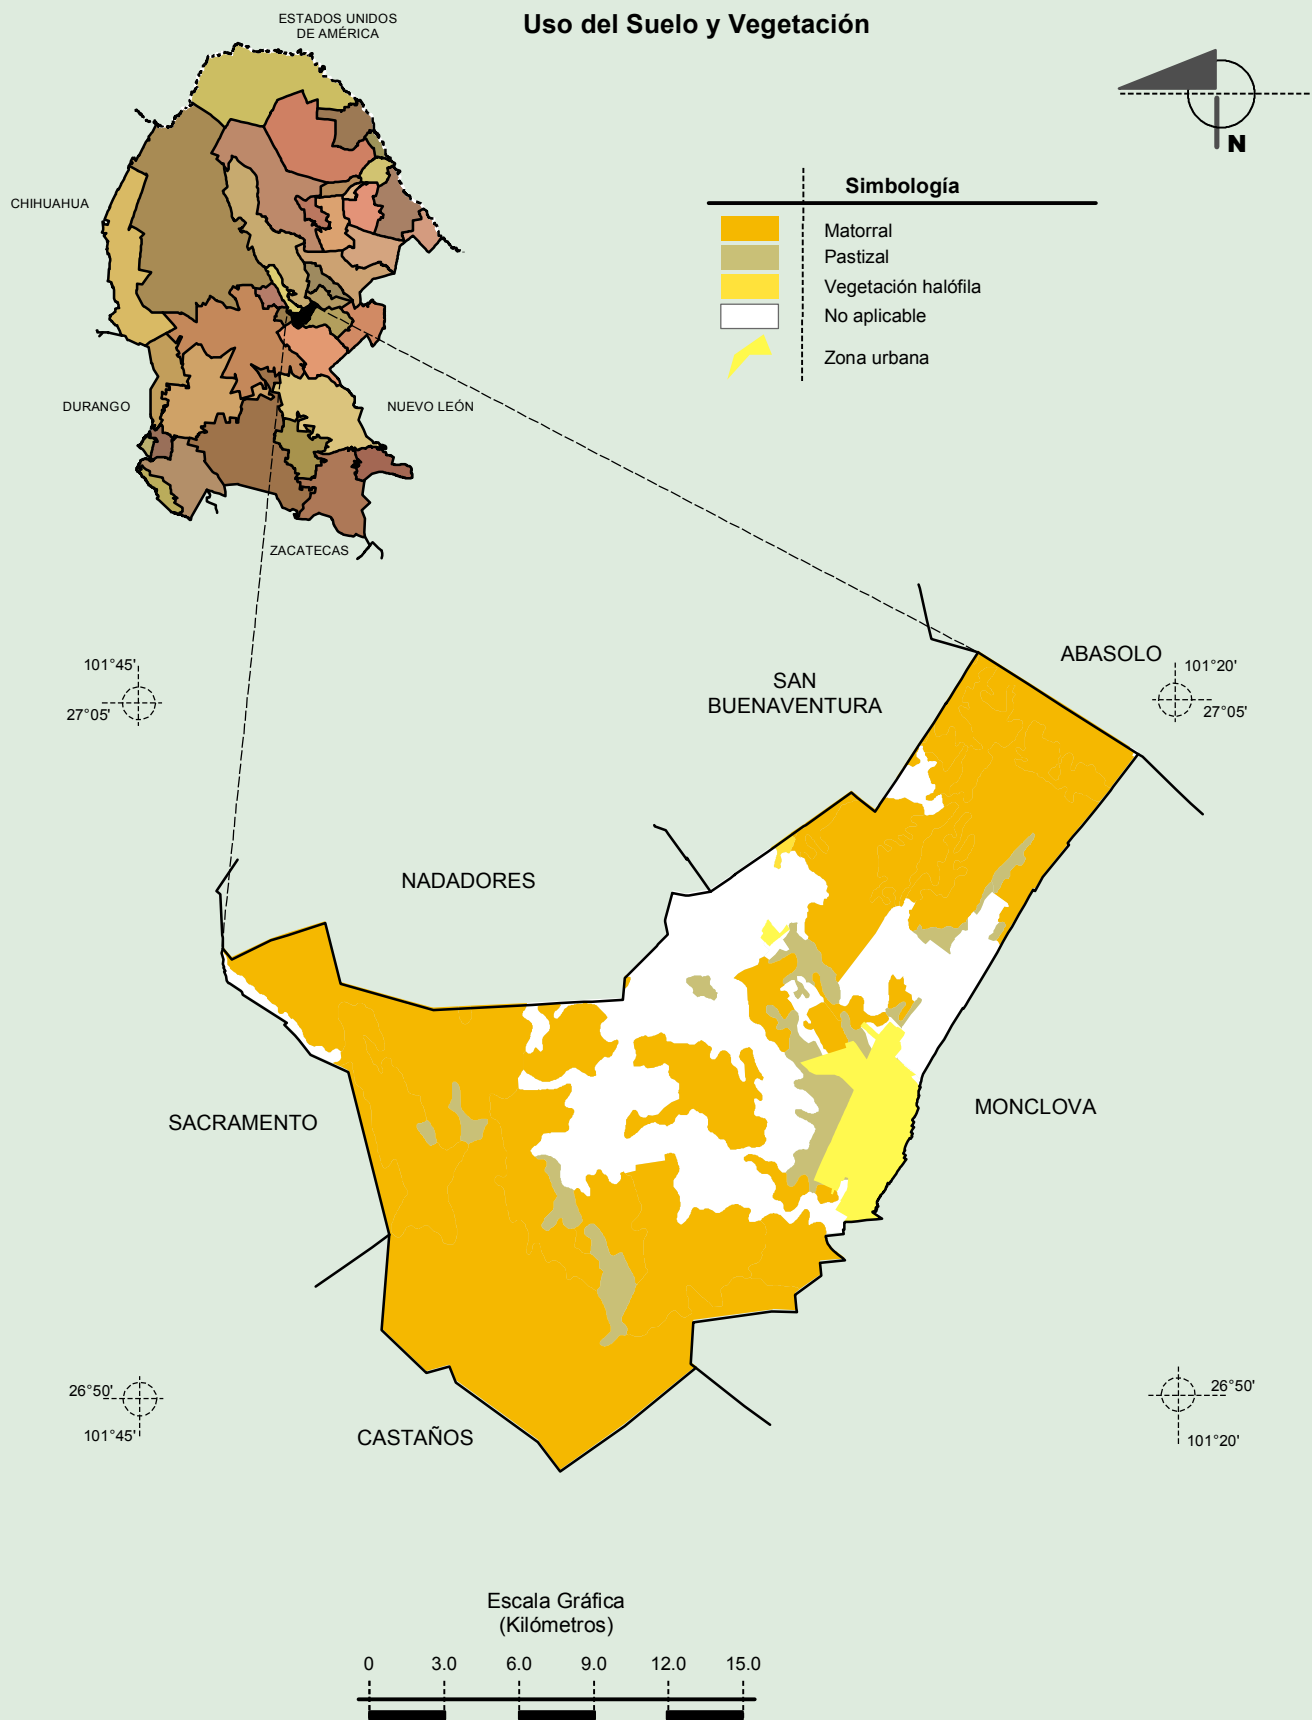 Uso del Suelo y Vegetación
ESTADOS UNIDOS
DE AMÉRICA
N
CHIHUAHUA
Simbología
Matorral
Pastizal
Vegetación halófila
No aplicable
Zona urbana
DURANGO
NUEVO LEÓN
ZACATECAS
101°45'
27°05'
ABASOLO
101°20'
27°05'
SAN
BUENAVENTURA
NADADORES
SACRAMENTO
MONCLOVA
26°50'
101°45'
26°50'
101°20'
CASTAÑOS
Escala Gráfica
(Kilómetros)
0 3.0 6.0 9.0 12.0 15.0